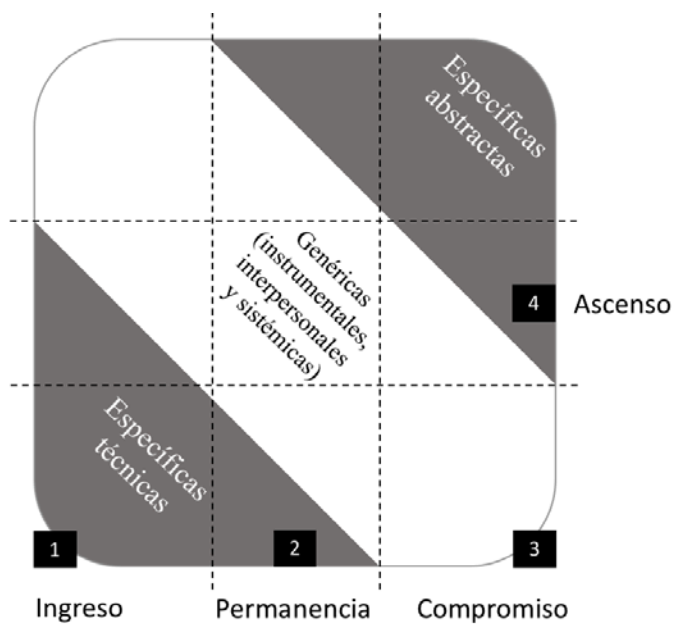 Específicas
abstractas
Genéricas
(instrumentales,
interpersonales
y sistémicas)
4
Ascenso
Específicas
técnicas
1
2
3
Ingreso
Permanencia
Compromiso